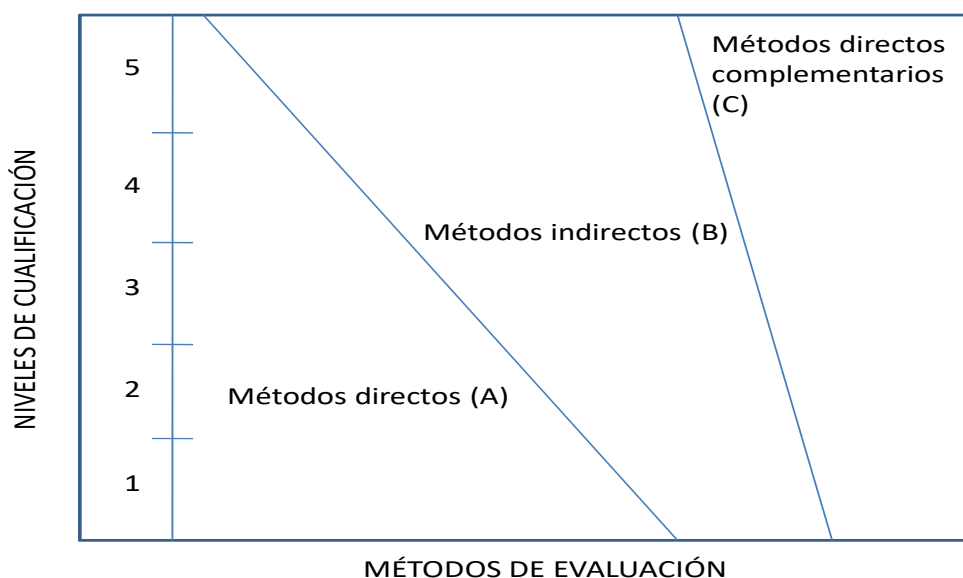 NIVELES DE CUALIFICACIÓN
5
4
3
2
1
Métodos directos
complementarios
(C)
Métodos indirectos (B)
Métodos directos (A)
MÉTODOS DE EVALUACIÓN